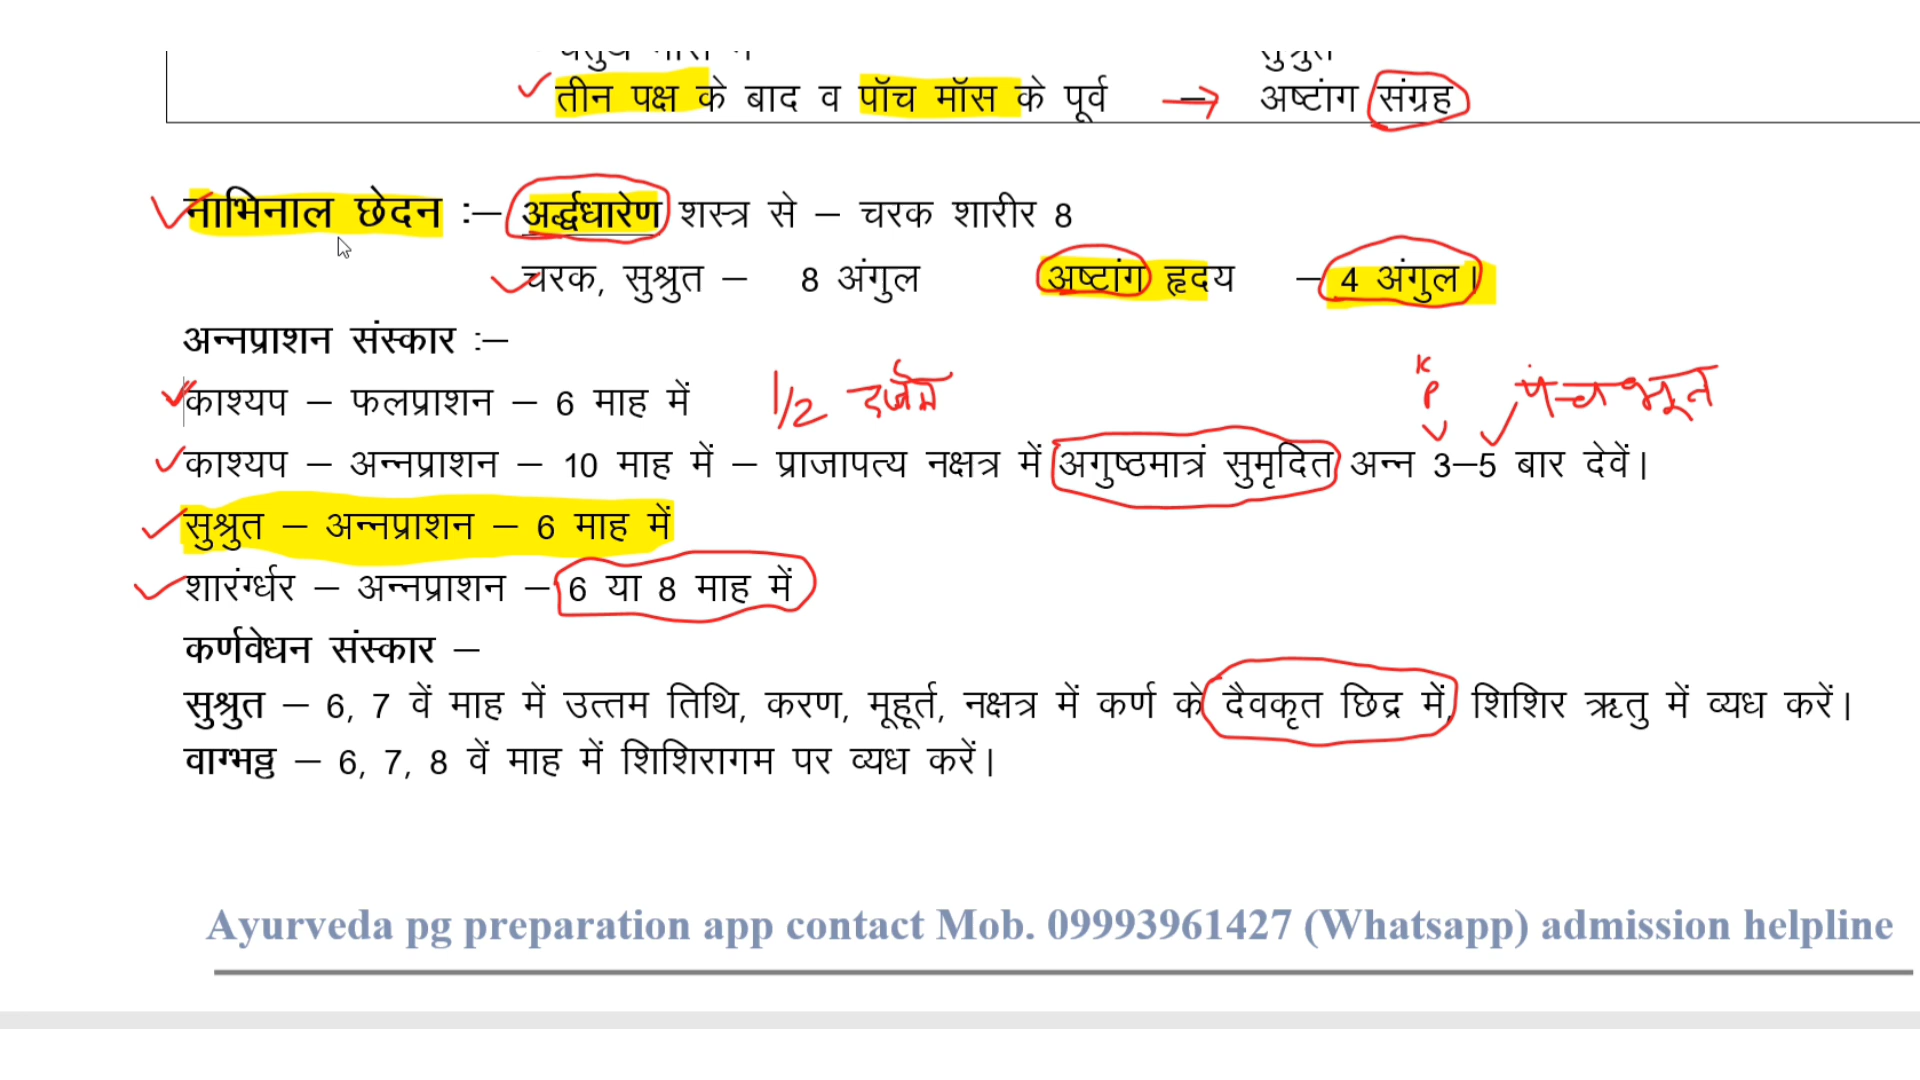 तीन पक्ष के बाद व पॉच मॉस के पूर्व – → अष्टांग संग्रह
नाभिनाल छेदन :– अर्द्धधारेण शस्त्र से – चरक शारीर 8
चरक, सुश्रुत – 8 अंगुल अष्टांग हृदय – 4 अंगुल।
अन्नप्राशन संस्कार :–
काश्यप – फलप्राशन – 6 माह में 1/2 दर्जन
K
P पंचभूत
काश्यप – अन्नप्राशन – 10 माह में – प्राजापत्य नक्षत्र में अगुष्ठमात्रं सुमृदित अन्न 3–5 बार देवें।
सुश्रुत – अन्नप्राशन – 6 माह में
शारंर्ग्धर – अन्नप्राशन – 6 या 8 माह में
कर्णवेधन संस्कार –
सुश्रुत – 6, 7 वें माह में उत्तम तिथि, करण, मूहूर्त, नक्षत्र में कर्ण के दैवकृत छिद्र में, शिशिर ऋतु में व्यध करें।
वाग्भट्ठ – 6, 7, 8 वें माह में शिशिरागम पर व्यध करें।
Ayurveda pg preparation app contact Mob. 09993961427 (Whatsapp) admission helpline